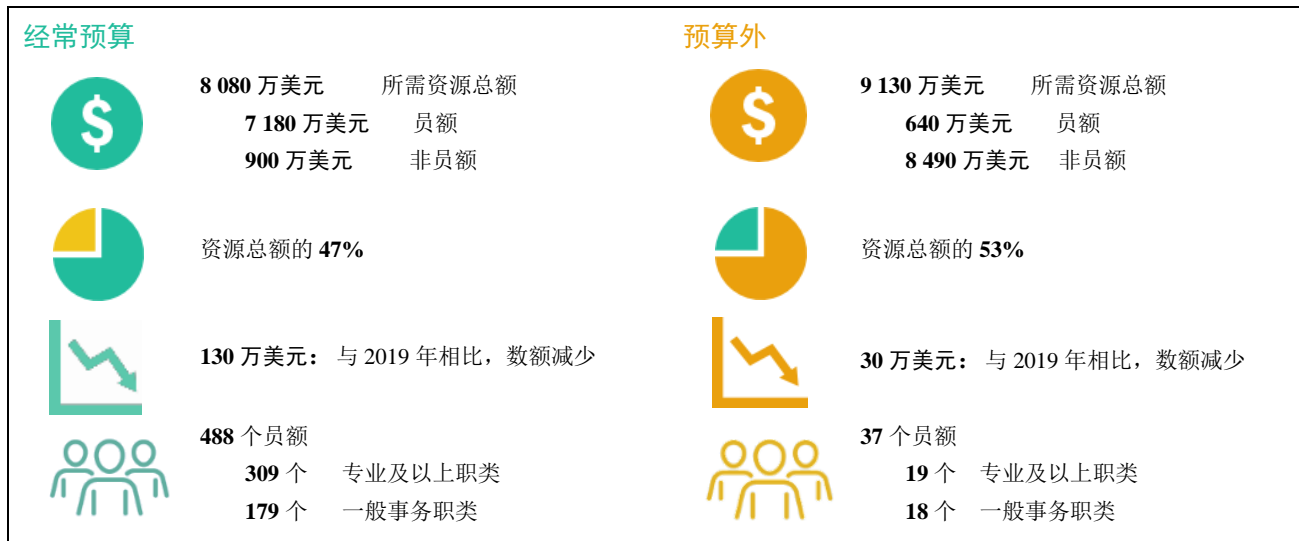 经常预算
8 080 万美元 所需资源总额
7 180 万美元 员额
900 万美元 非员额
资源总额的 47%
130 万美元： 与 2019 年相比，数额减少
488 个员额
309 个 专业及以上职类
179 个 一般事务职类
预算外
9 130 万美元 所需资源总额
640 万美元 员额
8 490 万美元 非员额
资源总额的 53%
30 万美元： 与 2019 年相比，数额减少
37 个员额
19 个 专业及以上职类
18 个 一般事务职类